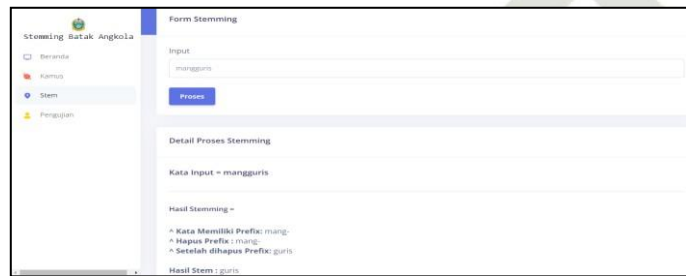 Stemming Batak Angkola
Beranda
Kamus
Stem
Pengujian
Form Stemming
Input
mangguris
Proses
Detail Proses Stemming
Kata Input = mangguris
Hasil Stemming =
^ Kata Memiliki Prefix: mang-
^ Hapus Prefix : mang-
^ Setelah dihapus Prefix: guris
Hasil Stem : guris